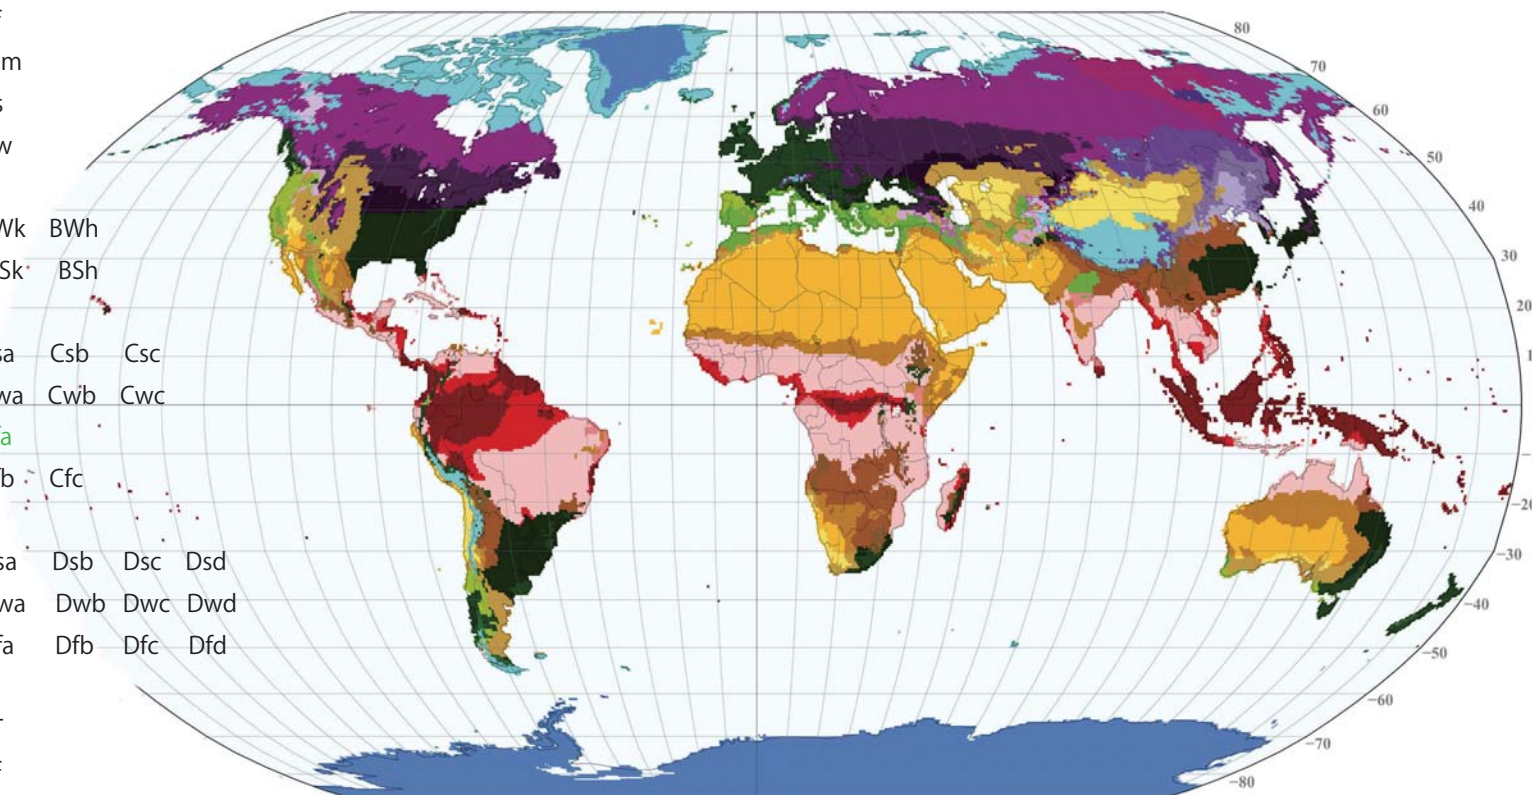 m
s
w
Wk BWh
Sk BSh
sa Csb Csc
wa Cwb Cwc
a
b Cfc
sa Dsb Dsc Dsd
wa Dwb Dwc Dwd
fa Dfb Dfc Dfd
80
70
60
50
40
30
20
1
−20
−30
−40
−50
−60
−70
−80